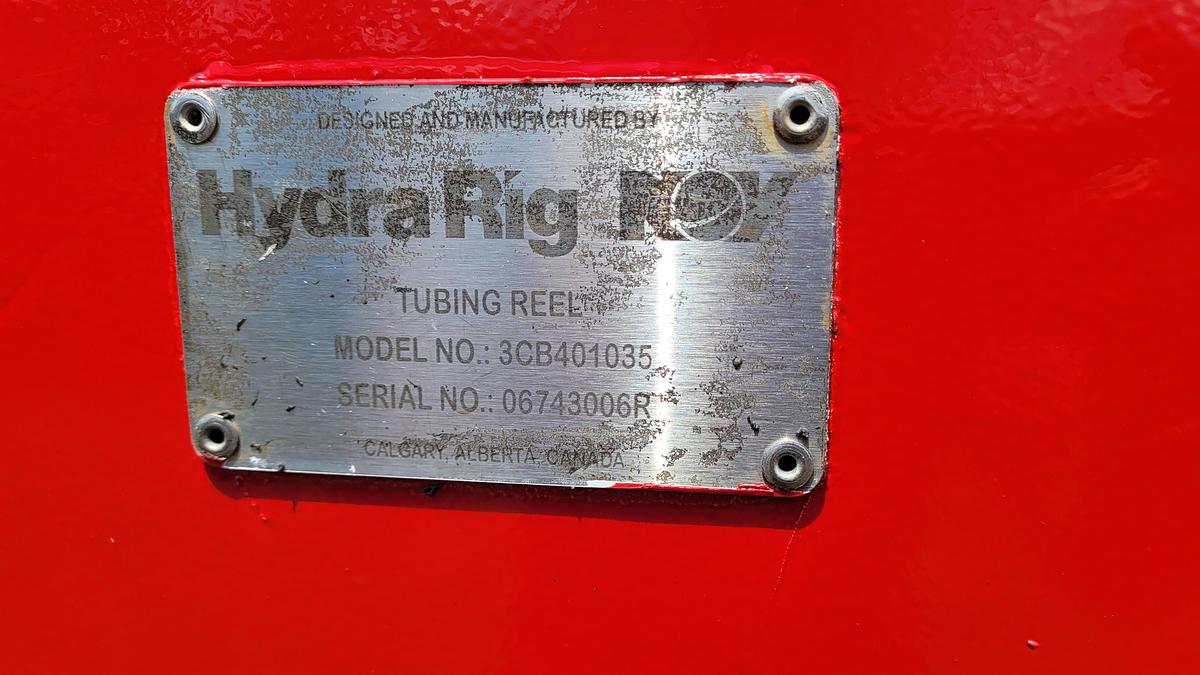 DESIGNED AND MANUFACTURED BY
Hydra Rig NOV
TUBING REEL
MODEL NO.: 3CB401035
SERIAL NO.: 06743006R
CALGARY, ALBERTA, CANADA